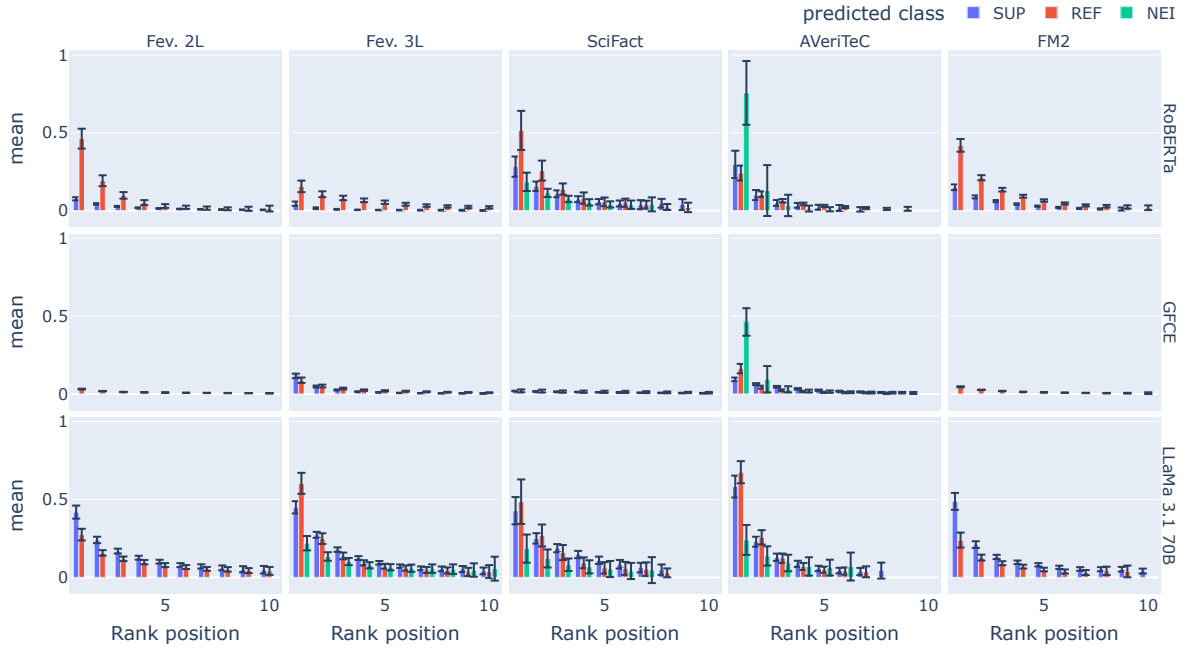 predicted class SUP REF NEI
Fev. 2L Fev. 3L SciFact AVeriTeC FM2
1
0.5
0
mean
RoBERTa
1
0.5
0
mean
GFCE
1
0.5
0
mean
LLaMa 3.1 70B
5 10 5 10 5 10 5 10 5 10
Rank position Rank position Rank position Rank position Rank position